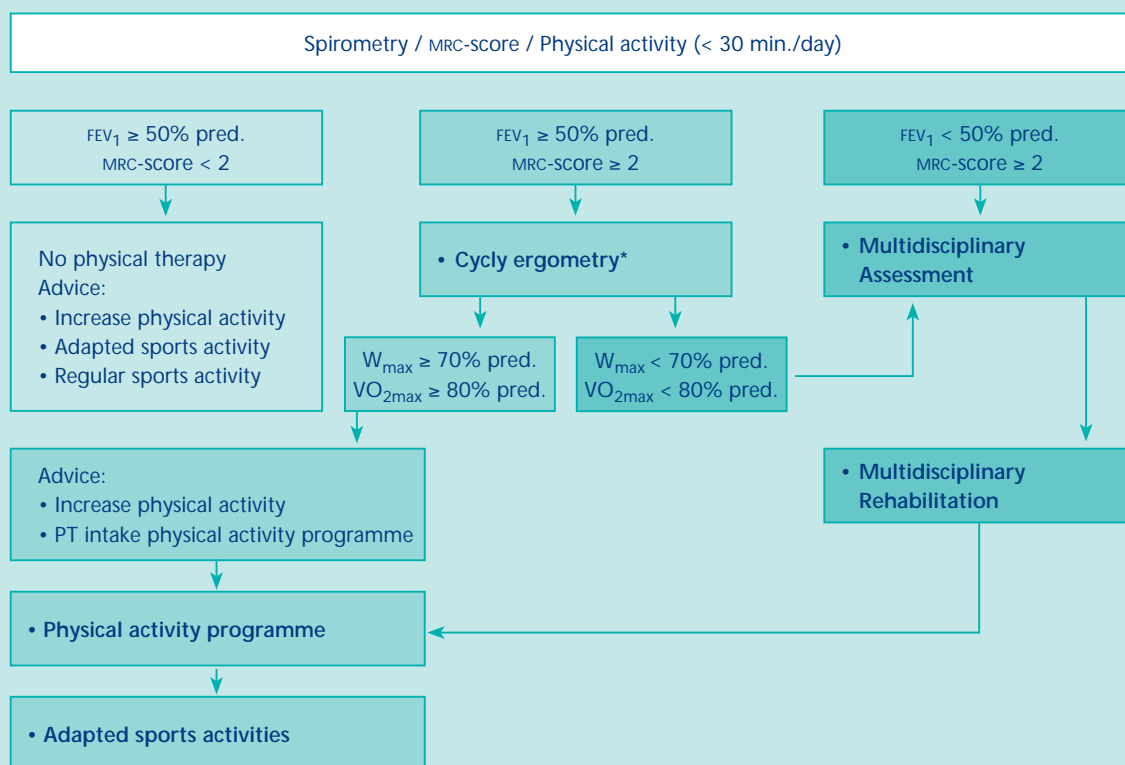 Spirometry / MRC-score / Physical activity (< 30 min./day)
FEV1 ≥ 50% pred.
MRC-score < 2
FEV1 ≥ 50% pred.
MRC-score ≥ 2
FEV1 < 50% pred.
MRC-score ≥ 2
No physical therapy
Advice:
• Increase physical activity
• Adapted sports activity
• Regular sports activity
• Cycly ergometry*
• Multidisciplinary
Assessment
Wmax ≥ 70% pred.
VO2max ≥ 80% pred.
Wmax < 70% pred.
VO2max < 80% pred.
Advice:
• Increase physical activity
• PT intake physical activity programme
• Multidisciplinary
Rehabilitation
• Physical activity programme
• Adapted sports activities